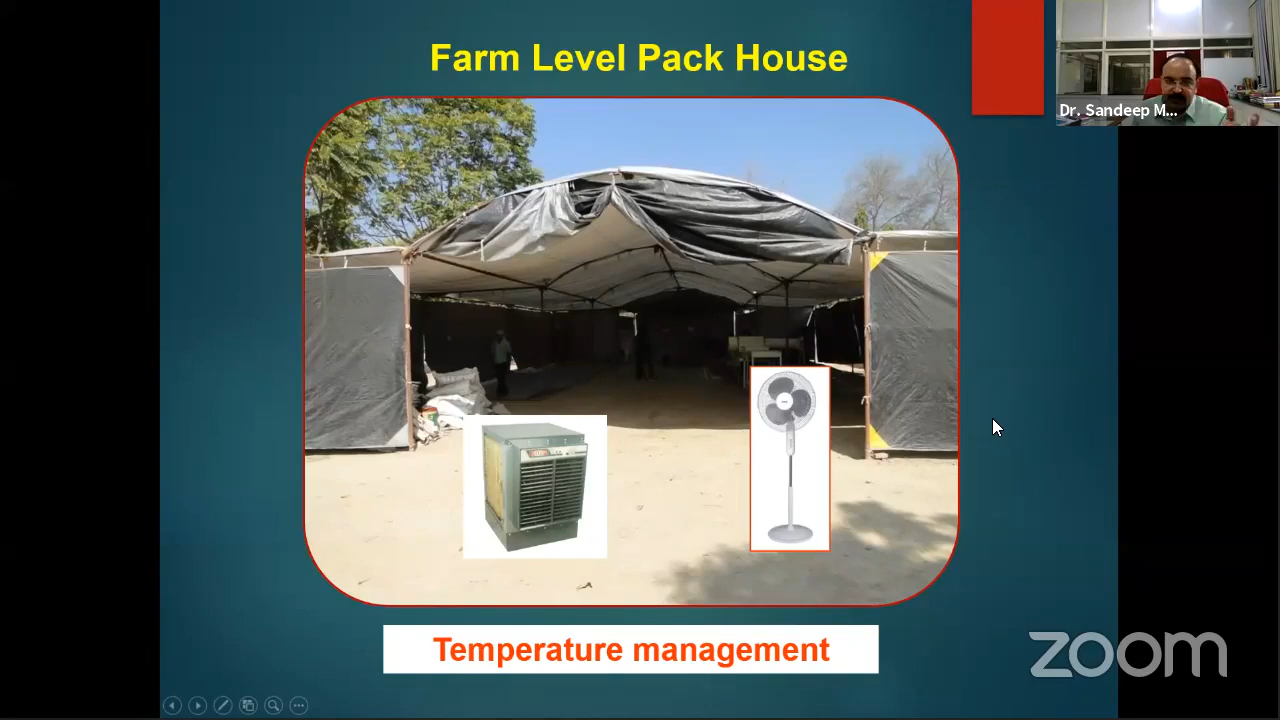 Farm Level Pack House
Dr. Sandeep M...
Temperature management
zoom